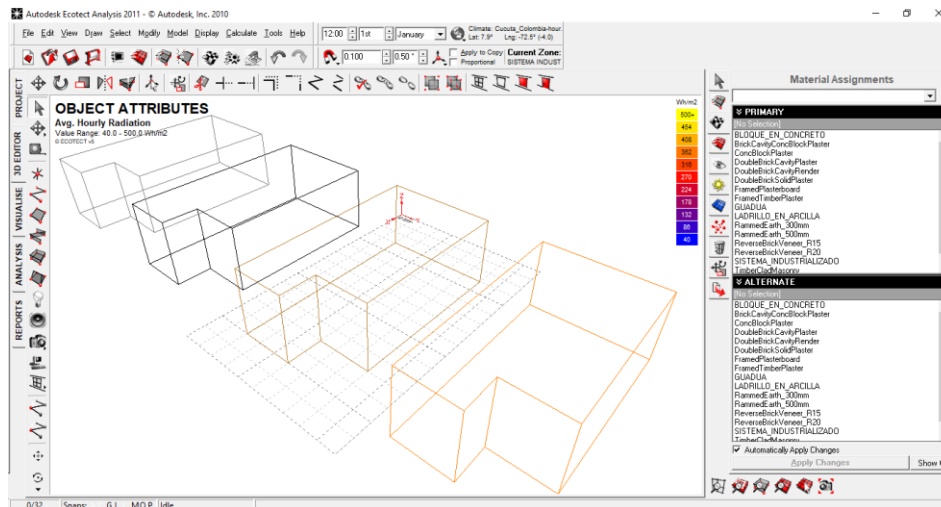 Autodesk Ecotect Analysis 2011 - © Autodesk, Inc. 2010
File Edit View Draw Select Modify Model Display Calculate Tools Help
12:00 1st January
Climate: Cucuta_Colombia-hour.
Lat: 7.9° Lng: -72.5° (-4.0)
0.100 0.50 °
Apply to Copy
Proportional
Current Zone:
SISTEMA INDUST
PROJECT
3D EDITOR
VISUALISE
ANALYSIS
REPORTS
OBJECT ATTRIBUTES
Avg. Hourly Radiation
Value Range: 40.0 - 500.0 Wh/m2
© ECOTECT v5
Wh/m2
500+
454
408
362
316
270
224
178
132
86
40
Material Assignments
PRIMARY
[No Selection]
BLOQUE_EN_CONCRETO
BrickCavityConcBlockPlaster
ConcBlockPlaster
DoubleBrickCavityPlaster
DoubleBrickCavityRender
DoubleBrickSolidPlaster
FramedPlasterboard
FramedTimberPlaster
GUADUA
LADRILLO_EN_ARCILLA
RammedEarth_300mm
RammedEarth_500mm
ReverseBrickVeneer_R15
ReverseBrickVeneer_R20
SISTEMA_INDUSTRIALIZADO
TimberCladMasonry
ALTERNATE
[No Selection]
BLOQUE_EN_CONCRETO
BrickCavityConcBlockPlaster
ConcBlockPlaster
DoubleBrickCavityPlaster
DoubleBrickCavityRender
DoubleBrickSolidPlaster
FramedPlasterboard
FramedTimberPlaster
GUADUA
LADRILLO_EN_ARCILLA
RammedEarth_300mm
RammedEarth_500mm
ReverseBrickVeneer_R15
ReverseBrickVeneer_R20
SISTEMA_INDUSTRIALIZADO
TimberCladMasonry
Automatically Apply Changes
Apply Changes Show
0/32 Snaps: G I M O P Idle